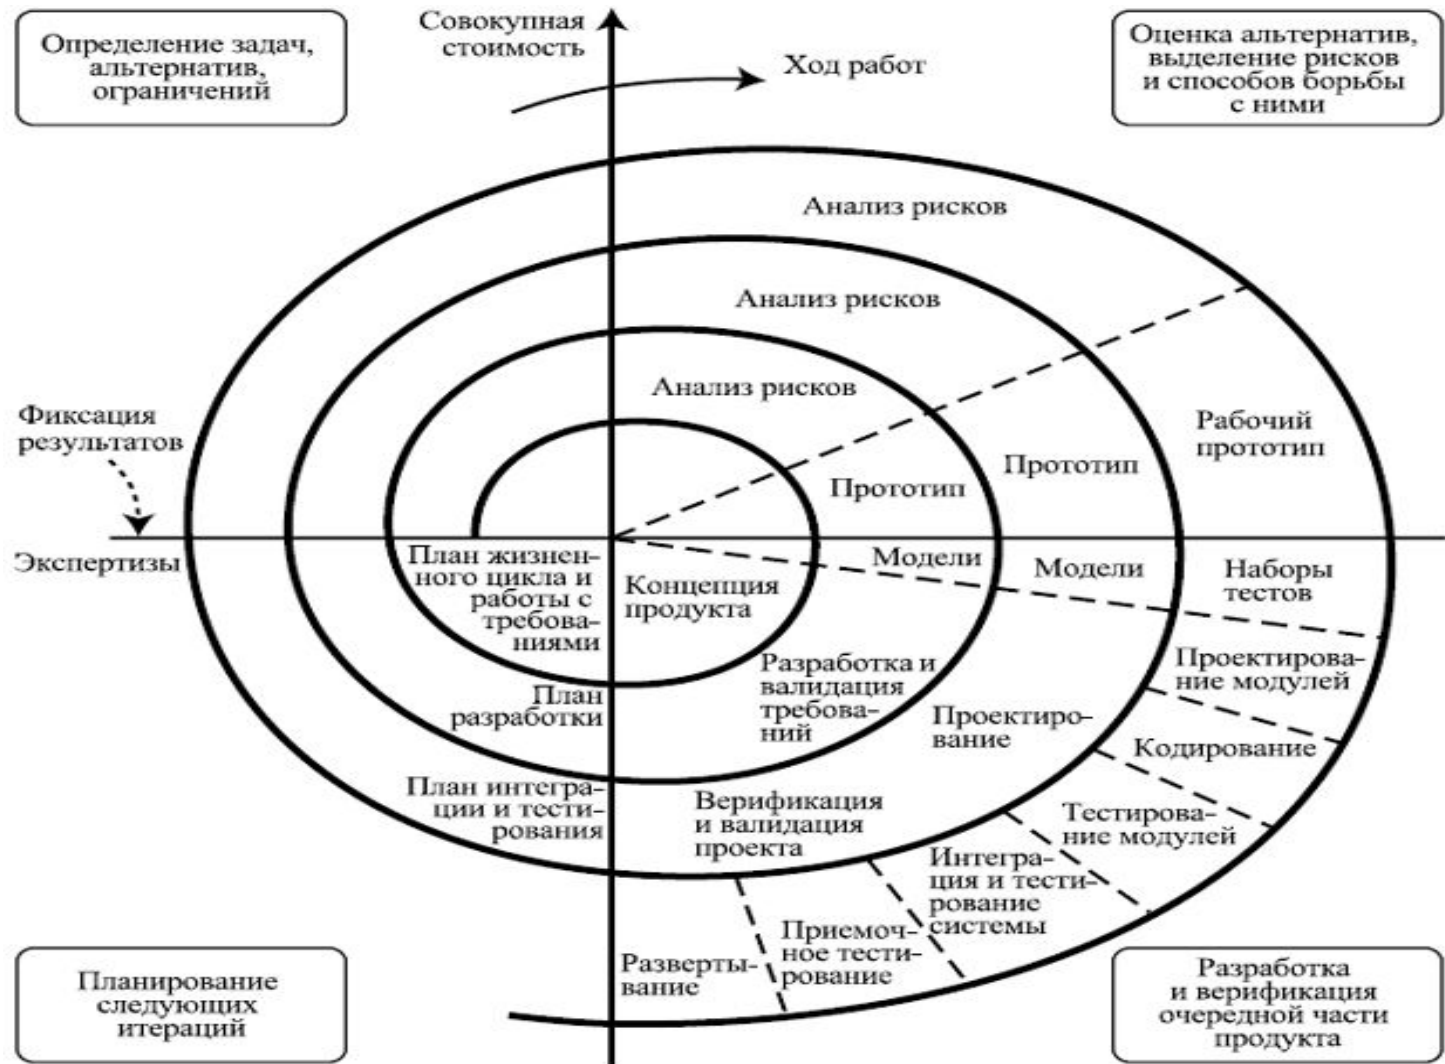 Определение задач,
альтернатив,
ограничений
Совокупная
стоимость
Ход работ
Оценка альтернатив,
выделение рисков
и способов борьбы
с ними
Анализ рисков
Анализ рисков
Анализ рисков
Фиксация
результатов
Рабочий
прототип
Прототип
Прототип
Экспертизы
План жизнен-
ного цикла и
работы с
требова-
ниями
Концепция
продукта
Модели
Модели
Наборы
тестов
План
разработки
Разработка и
валидация
требова-
ний
Проектиро-
вание
Проектирова-
ние модулей
Кодирование
План интегра-
ции и тести-
рования
Верификация
и валидация
проекта
Тестирова-
ние модулей
Интегра-
ция и тести-
рование
системы
Приемоч-
ное тести-
рование
Разверты-
вание
Планирование
следующих
итераций
Разработка
и верификация
очередной части
продукта